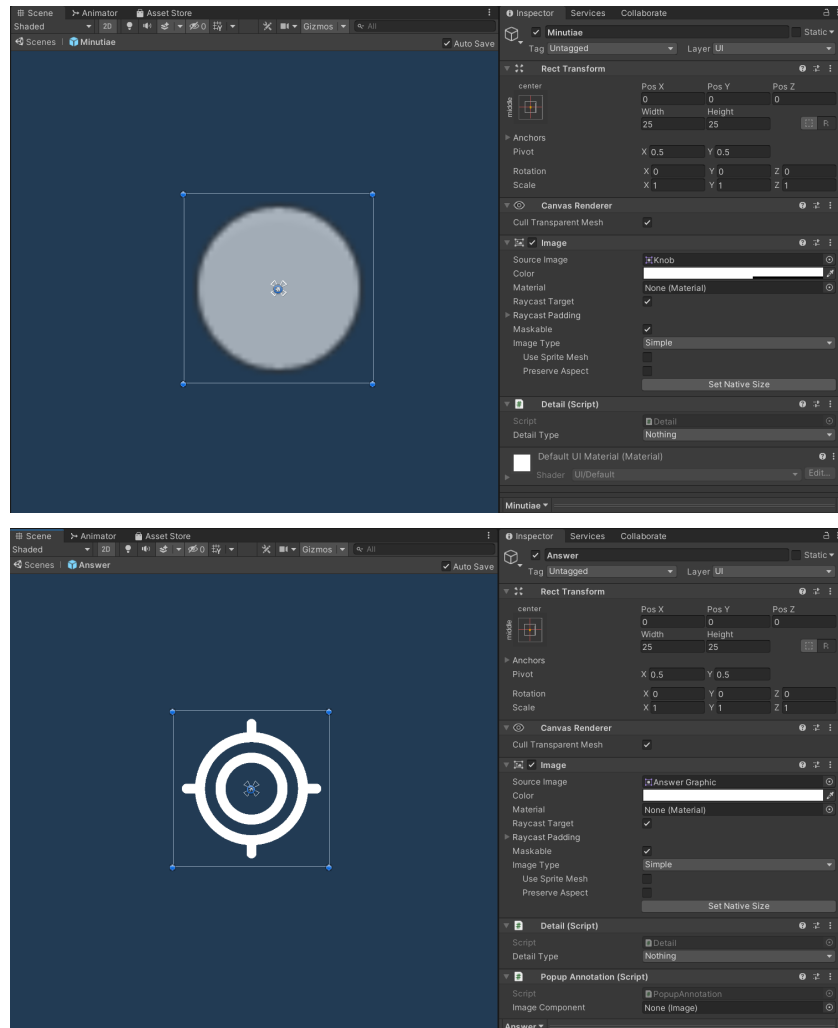 Scene Animator Asset Store
Inspector Services Collaborate
Shaded 2D 0 Gizmos All
Minutiae Static
Scenes Minutiae Auto Save
Tag Untagged Layer UI
Rect Transform
center Pos X Pos Y Pos Z
middle 0 0 0
Width Height
25 25 R
Anchors
Pivot X 0.5 Y 0.5
Rotation X 0 Y 0 Z 0
Scale X 1 Y 1 Z 1
Canvas Renderer
Cull Transparent Mesh
Image
Source Image Knob
Color
Material None (Material)
Raycast Target
Raycast Padding
Maskable
Image Type Simple
Use Sprite Mesh
Preserve Aspect
Set Native Size
Detail (Script)
Script Detail
Detail Type Nothing
Default UI Material (Material)
Shader UI/Default Edit...
Minutiae
Scene Animator Asset Store
Inspector Services Collaborate
Shaded 2D 0 Gizmos All
Answer Static
Scenes Answer Auto Save
Tag Untagged Layer UI
Rect Transform
center Pos X Pos Y Pos Z
middle 0 0 0
Width Height
25 25 R
Anchors
Pivot X 0.5 Y 0.5
Rotation X 0 Y 0 Z 0
Scale X 1 Y 1 Z 1
Canvas Renderer
Cull Transparent Mesh
Image
Source Image Answer Graphic
Color
Material None (Material)
Raycast Target
Raycast Padding
Maskable
Image Type Simple
Use Sprite Mesh
Preserve Aspect
Set Native Size
Detail (Script)
Script Detail
Detail Type Nothing
Popup Annotation (Script)
Script PopupAnnotation
Image Component None (Image)
Answer